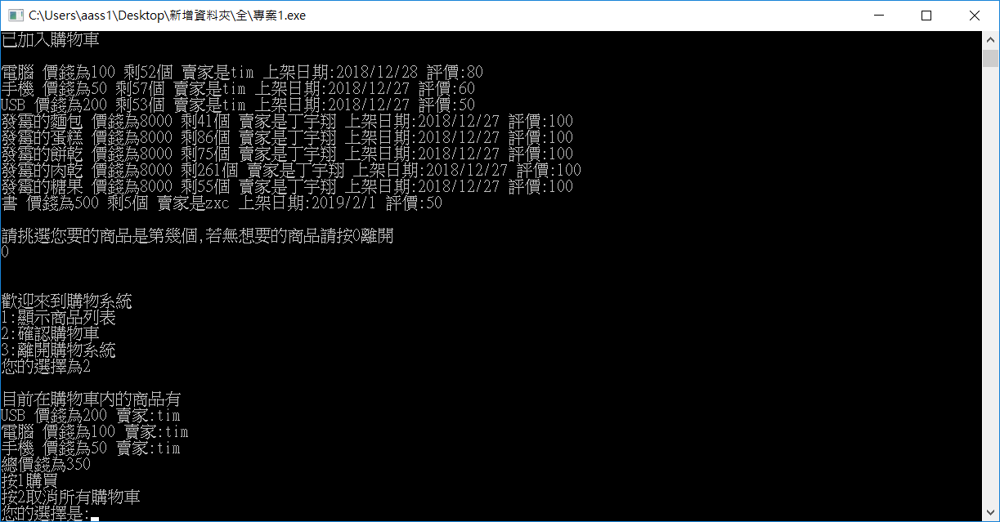 C:\Users\aass1\Desktop\新增資料夾\全\專案1.exe
已加入購物車
電腦 價錢為100 剩52個 賣家是tim 上架日期:2018/12/28 評價:80
手機 價錢為50 剩57個 賣家是tim 上架日期:2018/12/27 評價:60
USB 價錢為200 剩53個 賣家是tim 上架日期:2018/12/27 評價:50
發霉的麵包 價錢為8000 剩41個 賣家是丁宇翔 上架日期:2018/12/27 評價:100
發霉的蛋糕 價錢為8000 剩86個 賣家是丁宇翔 上架日期:2018/12/27 評價:100
發霉的餅乾 價錢為8000 剩75個 賣家是丁宇翔 上架日期:2018/12/27 評價:100
發霉的肉乾 價錢為8000 剩261個 賣家是丁宇翔 上架日期:2018/12/27 評價:100
發霉的糖果 價錢為8000 剩55個 賣家是丁宇翔 上架日期:2018/12/27 評價:100
書 價錢為500 剩5個 賣家是zxc 上架日期:2019/2/1 評價:50
請挑選您要的商品是第幾個,若無想要的商品請按0離開
0
歡迎來到購物系統
1:顯示商品列表
2:確認購物車
3:離開購物系統
您的選擇為2
目前在購物車內的商品有
USB 價錢為200 賣家:tim
電腦 價錢為100 賣家:tim
手機 價錢為50 賣家:tim
總價錢為350
按1購買
按2取消所有購物車
您的選擇是: